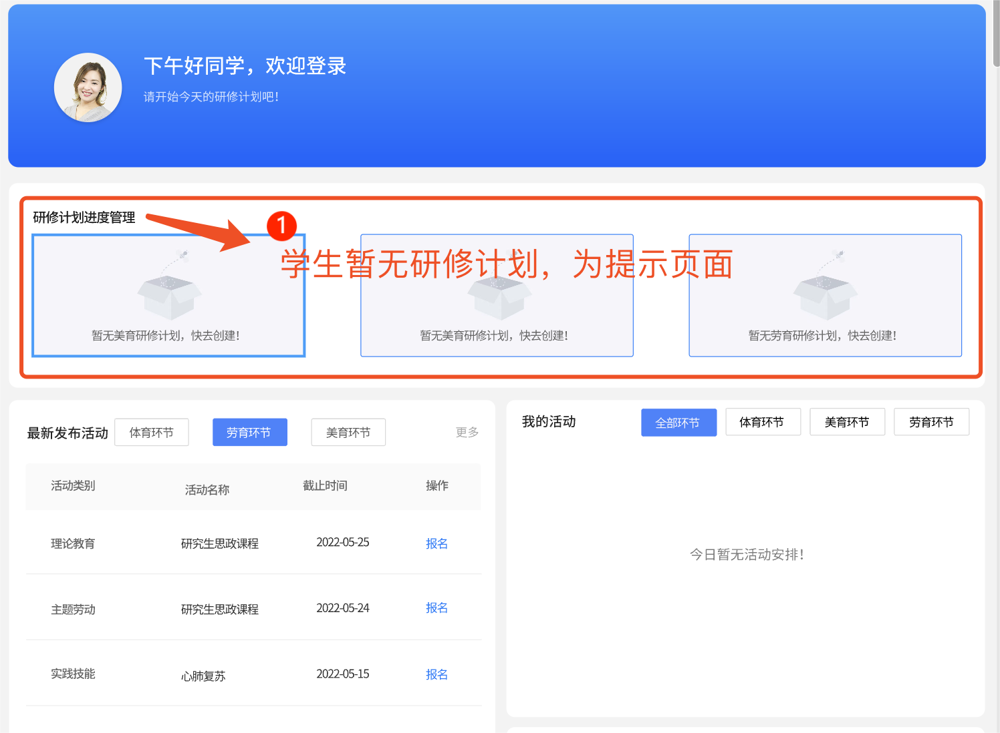 下午好同学，欢迎登录
请开始今天的研修计划吧！
研修计划进度管理
1
学生暂无研修计划，为提示页面
暂无美育研修计划，快去创建！
暂无美育研修计划，快去创建！
暂无劳育研修计划，快去创建！
最新发布活动 体育环节 劳育环节 美育环节 更多
活动类别 活动名称 截止时间 操作
理论教育 研究生思政课程 2022-05-25 报名
主题劳动 研究生思政课程 2022-05-24 报名
实践技能 心肺复苏 2022-05-15 报名
我的活动 全部环节 体育环节 美育环节 劳育环节
今日暂无活动安排！